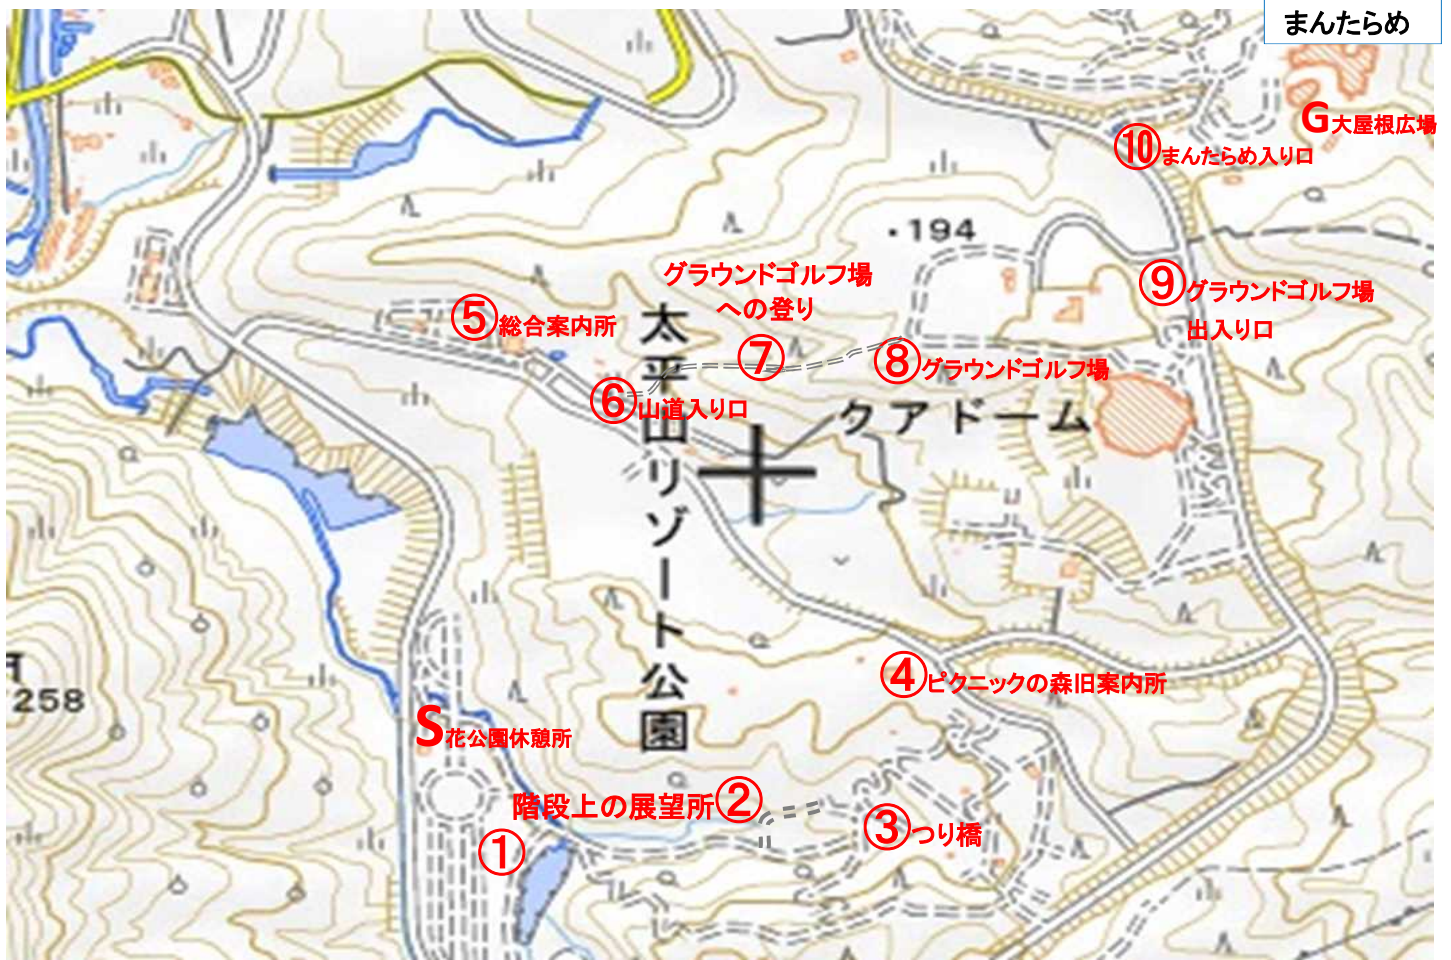 まんたらめ
G大屋根広場
⑩まんたらめ入り口
・194
グラウンドゴルフ場
への登り
⑨グラウンドゴルフ場
出入り口
⑤総合案内所
⑦
⑧グラウンドゴルフ場
⑥山道入り口
クアドーム
太平山リゾート公園
④ピクニックの森旧案内所
258
S花公園休憩所
階段上の展望所②
③つり橋
①